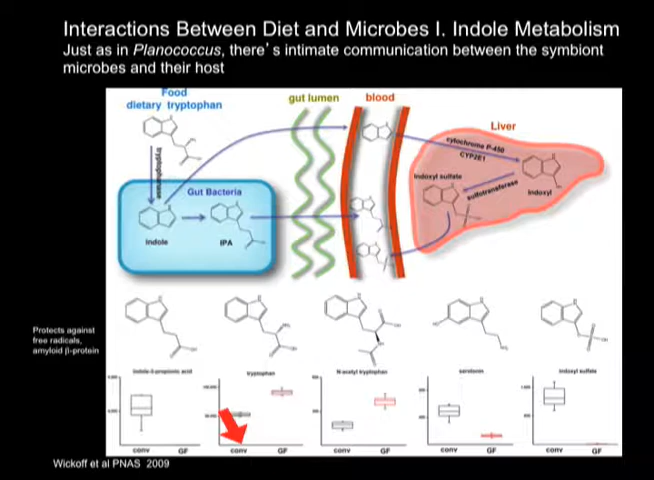 Interactions Between Diet and Microbes I. Indole Metabolism
Just as in Planococcus, there's intimate communication between the symbiont
microbes and their host
Food
dietary tryptophan
gut lumen
blood
Liver
tryptophanase
cytochrome P-450
CYP2E1
Gut Bacteria
Indoxyl sulfate
sulfotransferase
Indoxyl
Indole
IPA
Protects against
free radicals,
amyloid β-protein
indole-3-propionic acid
tryptophan
N-acetyl tryptophan
serotonin
indoxyl sulfate
conv GF
conv GF
conv GF
conv GF
conv GF
Wickoff et al PNAS 2009